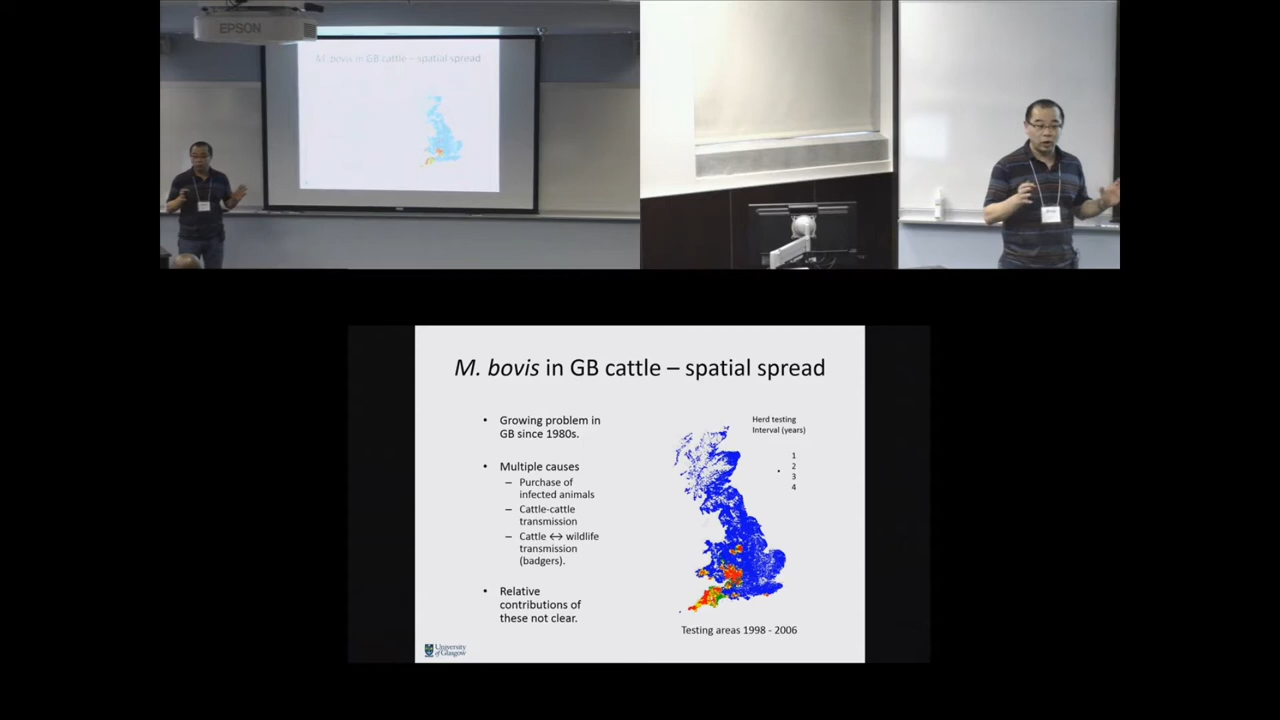 EPSON
M. bovis in GB cattle – spatial spread
M. bovis in GB cattle – spatial spread
• Growing problem in
GB since 1980s.
• Multiple causes
– Purchase of
infected animals
– Cattle-cattle
transmission
– Cattle ↔ wildlife
transmission
(badgers).
• Relative
contributions of
these not clear.
Herd testing
Interval (years)
1
2
3
4
Testing areas 1998 - 2006
University
of Glasgow